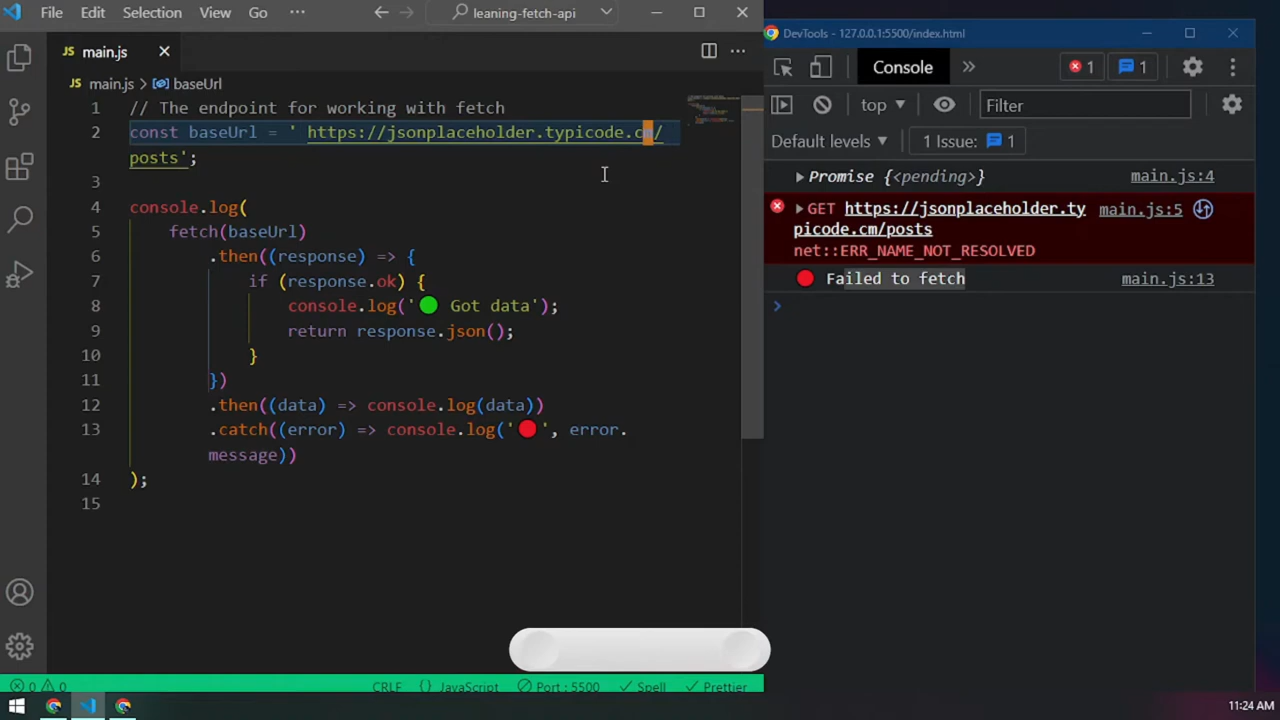 File Edit Selection View Go ··· leaning-fetch-api
JS main.js
JS main.js > baseUrl
1 // The endpoint for working with fetch
2 const baseUrl = ' https://jsonplaceholder.typicode.cm/
posts';
3
4 console.log(
5 fetch(baseUrl)
6 .then((response) => {
7 if (response.ok) {
8 console.log('🟢 Got data');
9 return response.json();
10 }
11 })
12 .then((data) => console.log(data))
13 .catch((error) => console.log('🔴', error.
message))
14 );
15
0 0 CRLF {} JavaScript Port : 5500 Spell Prettier
DevTools - 127.0.0.1:5500/index.html
Console » 1 1
top Filter
Default levels 1 Issue: 1
Promise {<pending>} main.js:4
GET https://jsonplaceholder.ty main.js:5
picode.cm/posts
net::ERR_NAME_NOT_RESOLVED
🔴 Failed to fetch main.js:13
11:24 AM